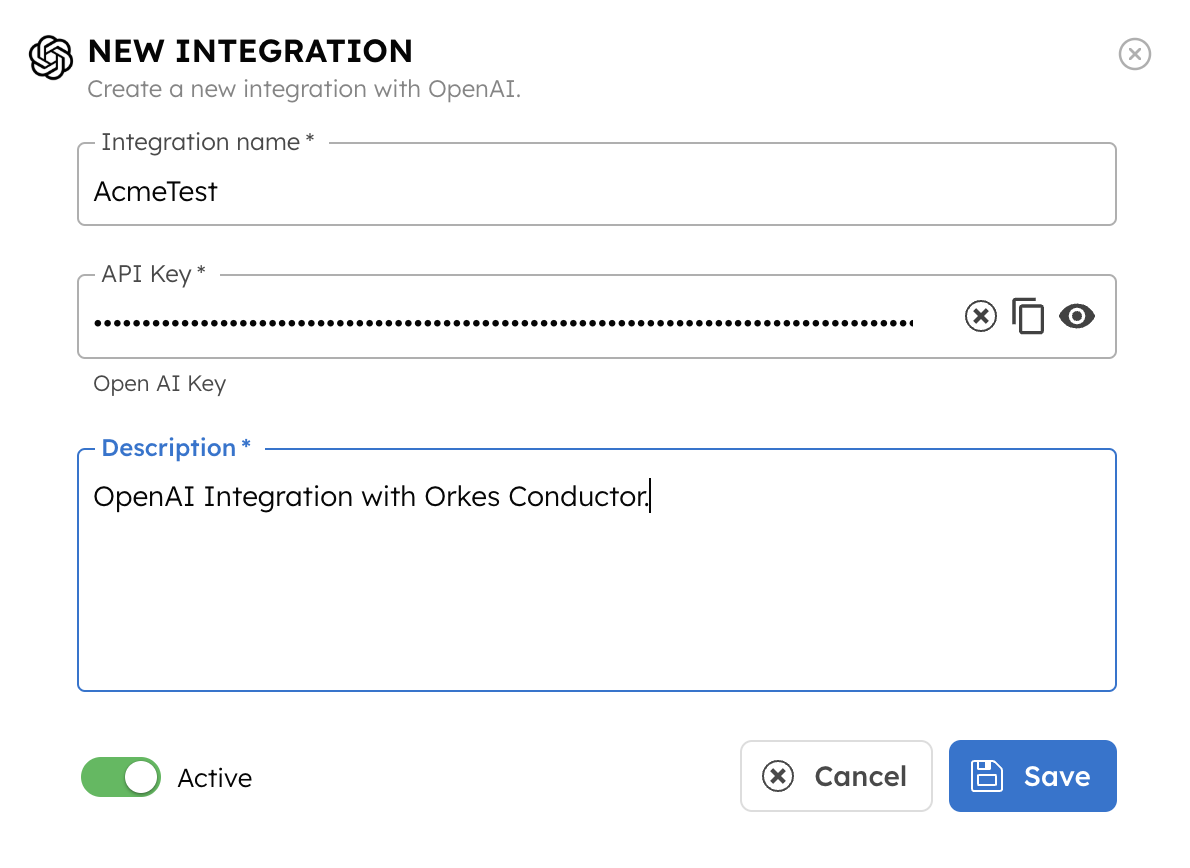 NEW INTEGRATION
Create a new integration with OpenAI.
Integration name *
AcmeTest
API Key *
Open AI Key
Description *
OpenAI Integration with Orkes Conductor.
Active
Cancel
Save